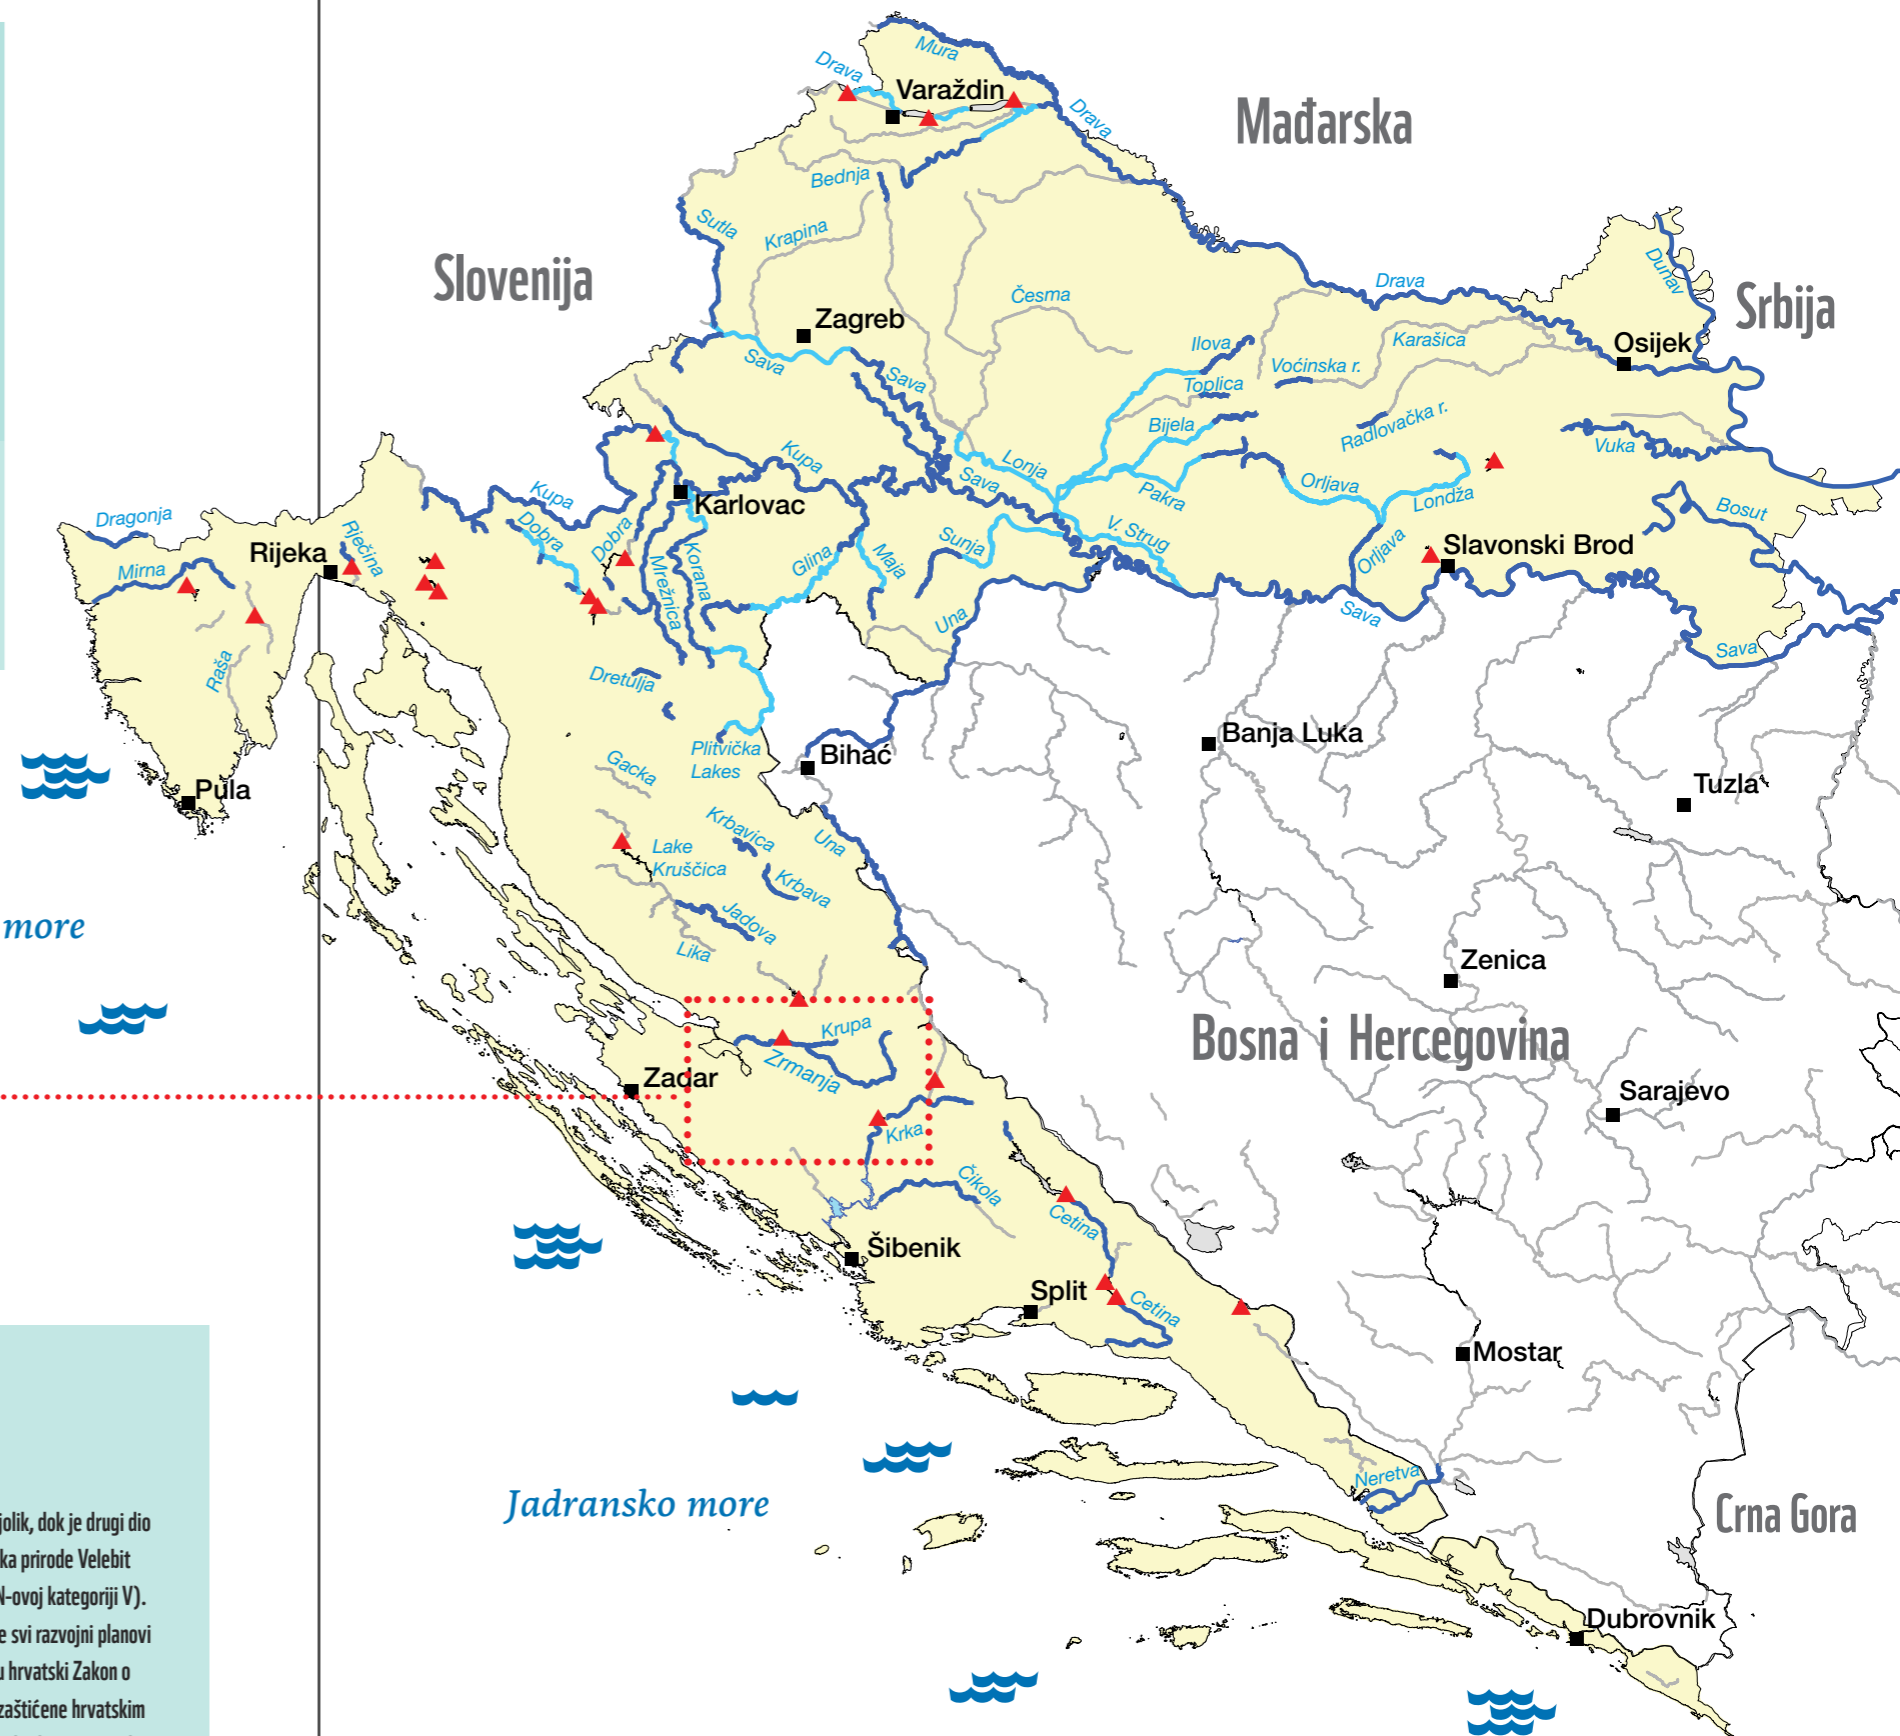 Mura
Drava
Varaždin
Drava
Mađarska
Bednja
Sutla
Krapina
Slovenija
Dunav
Drava
Česma
Srbija
Zagreb
Karašica
Osijek
Ilova
Sava
Voćinska r.
Sava
Toplica
Bijela
Radlovačka r.
Vuka
Kupa
Lonja
Sava
Pakra
Orljava
Londža
Kupa
Karlovac
Bosut
Dragonja
Rječina
Dobra
Dobra
V. Strug
Rijeka
Sunja
Slavonski Brod
Mirna
Mrežnica
Korana
Glina
Maja
Orljava
Una
Sava
Sava
Raša
Dretulja
Banja Luka
Plitvička
Lakes
Bihać
Gacka
Tuzla
Pula
Krbavica
Una
Lake
Kruščica
Krbava
more
Jadova
Lika
Zenica
Krupa
Bosna i Hercegovina
Zrmanja
Zadar
Sarajevo
Krka
Čikola
Cetina
Šibenik
Split
Cetina
Mostar
Neretva
Jadransko more
Crna Gora
jolik, dok je drugi dio
ka prirode Velebit
N-ovoj kategoriji V).
e svi razvojni planovi
Dubrovnik
u hrvatski Zakon o
zaštićene hrvatskim